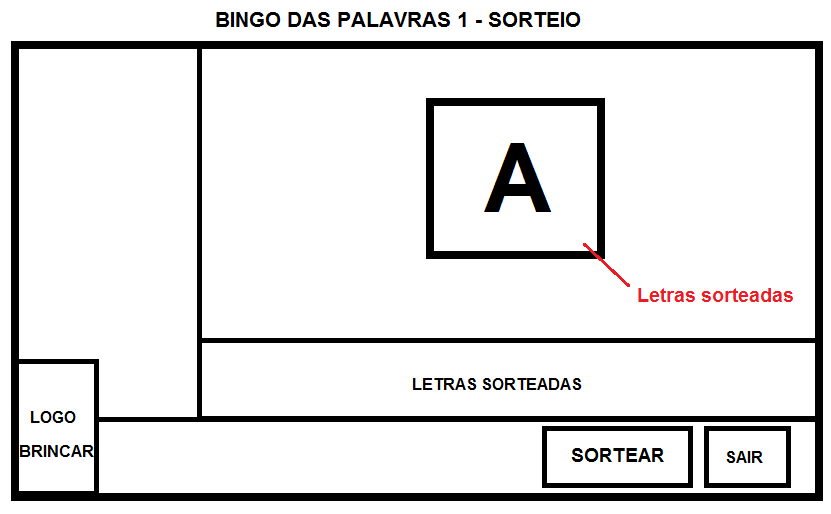 BINGO DAS PALAVRAS 1 - SORTEIO
A
Letras sorteadas
LETRAS SORTEADAS
LOGO
BRINCAR
SORTEAR
SAIR